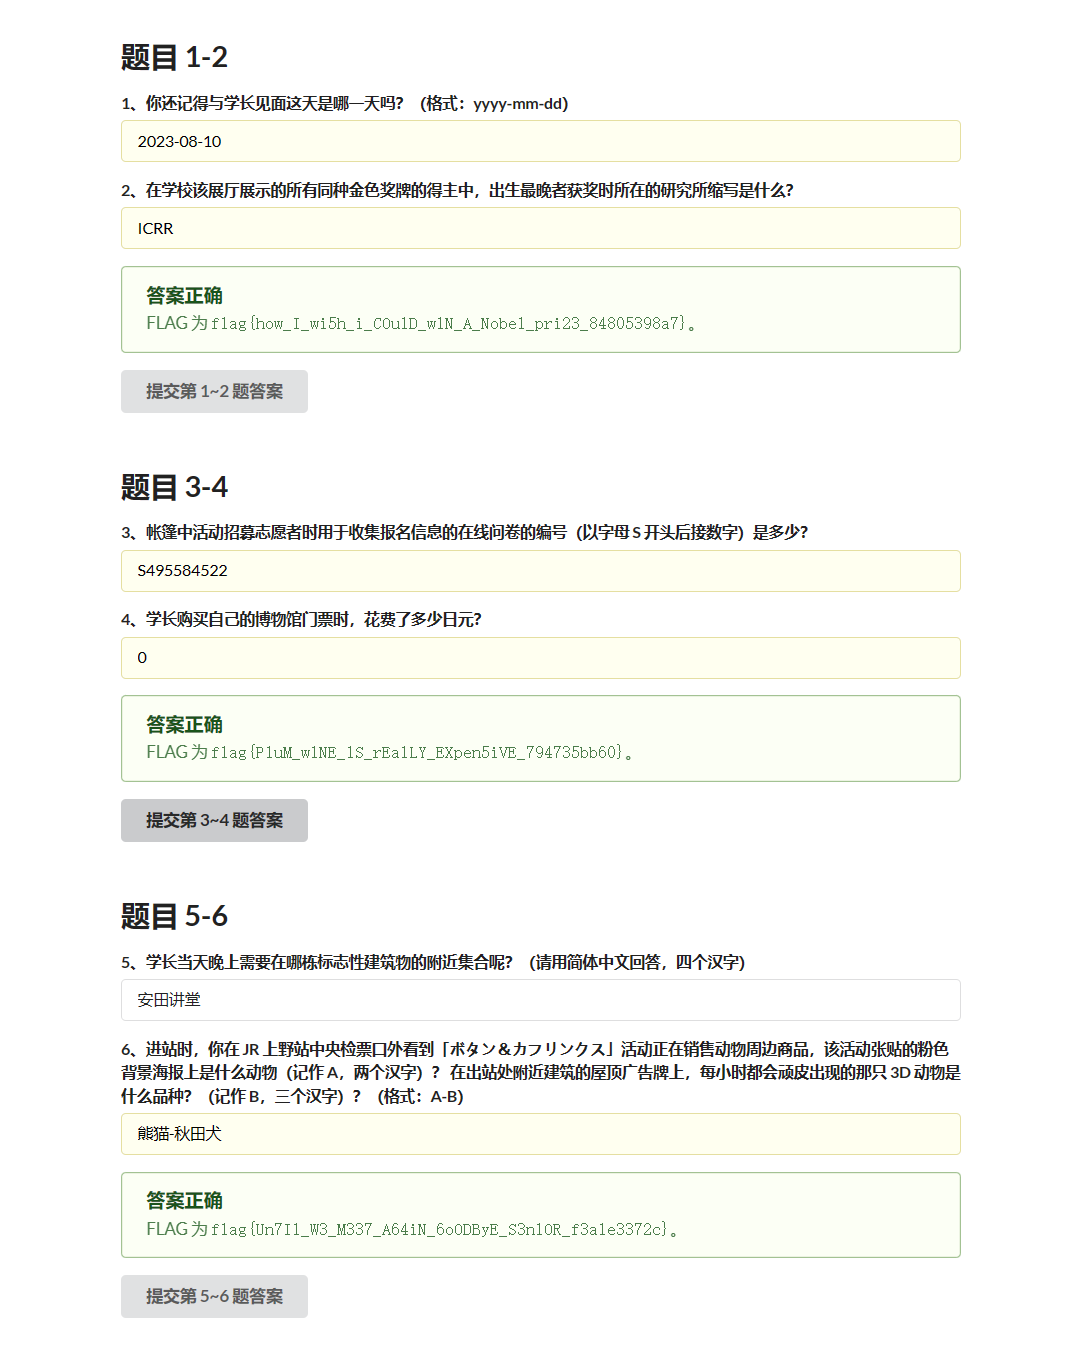 题目 1-2
1、你还记得与学长见面这天是哪一天吗？（格式：yyyy-mm-dd）
2023-08-10
2、在学校该展厅展示的所有同种金色奖牌的得主中，出生最晚者获奖时所在的研究所缩写是什么？
ICRR
答案正确
FLAG 为 flag{how_I_wi5h_i_COulD_w1N_A_Nobel_pri23_84805398a7}。
提交第 1~2 题答案
题目 3-4
3、帐篷中活动招募志愿者时用于收集报名信息的在线问卷的编号（以字母 S 开头后接数字）是多少？
S495584522
4、学长购买自己的博物馆门票时，花费了多少日元？
0
答案正确
FLAG 为 flag{PluM_w1NE_lS_rEalLY_EXpen5iVE_794735bb60}。
提交第 3~4 题答案
题目 5-6
5、学长当天晚上需要在哪栋标志性建筑物的附近集合呢？（请用简体中文回答，四个汉字）
安田讲堂
6、进站时，你在 JR 上野站中央检票口外看到「ボタン＆カフリンクス」活动正在销售动物周边商品，该活动张贴的粉色
背景海报上是什么动物（记作 A，两个汉字）？ 在出站处附近建筑的屋顶广告牌上，每小时都会顽皮出现的那只 3D 动物是
什么品种？（记作 B，三个汉字）？（格式：A-B）
熊猫-秋田犬
答案正确
FLAG 为 flag{Un7Il_W3_M337_A64iN_6o0DByE_S3n1OR_f3a1e3372c}。
提交第 5~6 题答案